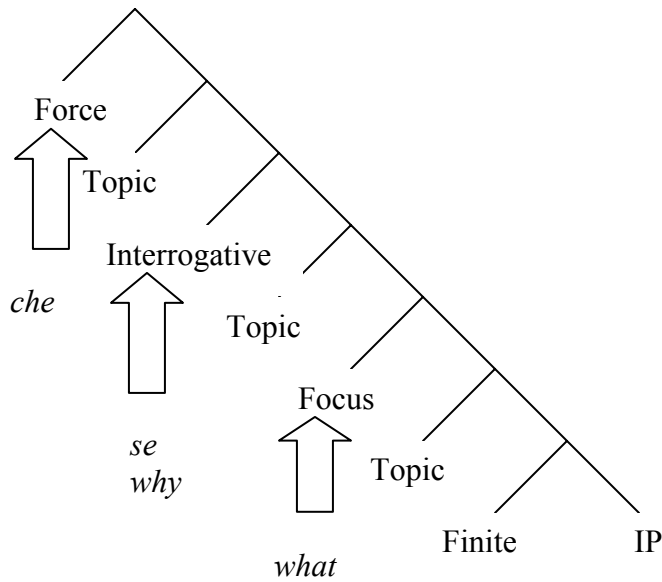 Force
Topic
Interrogative
che
Topic
Focus
se
why
Topic
Finite IP
what